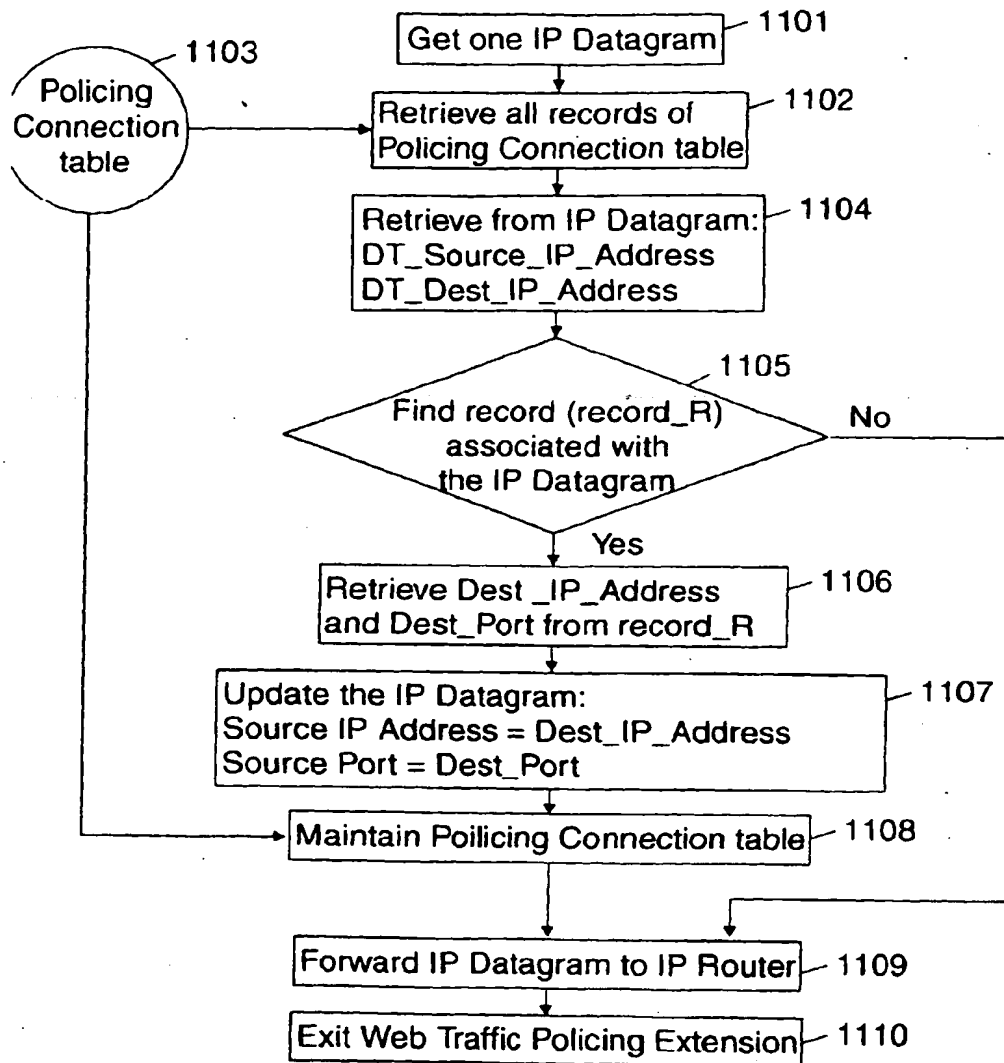 1101
Get one IP Datagram
1103
Policing
Connection
table
1102
Retrieve all records of
Policing Connection table
1104
Retrieve from IP Datagram:
DT_Source_IP_Address
DT_Dest_IP_Address
1105
Find record (record_R)
associated with
the IP Datagram
No
Yes
1106
Retrieve Dest _IP_Address
and Dest_Port from record_R
1107
Update the IP Datagram:
Source IP Address = Dest_IP_Address
Source Port = Dest_Port
Maintain Poilicing Connection table
1108
Forward IP Datagram to IP Router
1109
Exit Web Traffic Policing Extension
1110